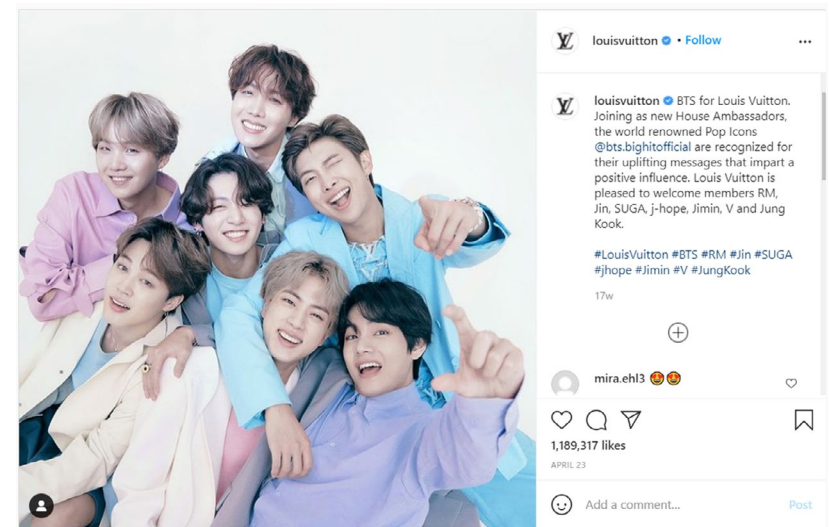 louisvuitton • Follow
louisvuitton BTS for Louis Vuitton.
Joining as new House Ambassadors,
the world renowned Pop Icons
@bts.bighitofficial are recognized for
their uplifting messages that impart a
positive influence. Louis Vuitton is
pleased to welcome members RM,
Jin, SUGA, j-hope, Jimin, V and Jung
Kook.
#LouisVuitton #BTS #RM #Jin #SUGA
#jhope #Jimin #V #JungKook
17w
mira.ehl3 😍😍
1,189,317 likes
APRIL 23
Add a comment... Post